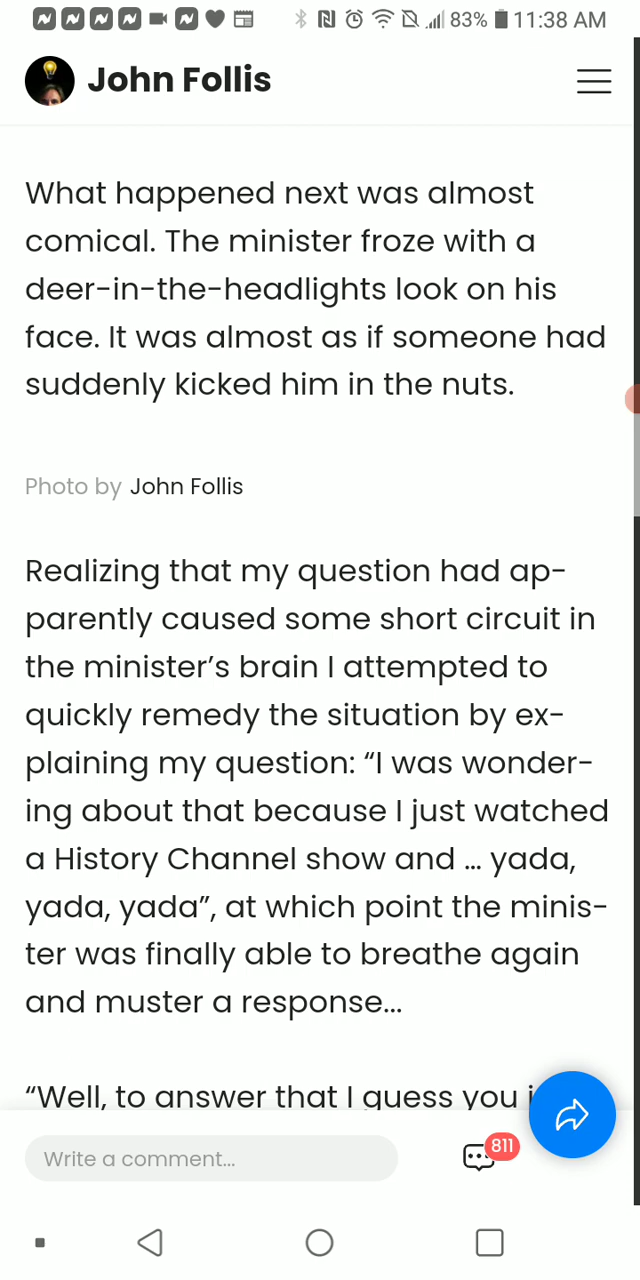 83% 11:38 AM
John Follis
What happened next was almost
comical. The minister froze with a
deer-in-the-headlights look on his
face. It was almost as if someone had
suddenly kicked him in the nuts.
Photo by John Follis
Realizing that my question had ap-
parently caused some short circuit in
the minister’s brain I attempted to
quickly remedy the situation by ex-
plaining my question: “I was wonder-
ing about that because I just watched
a History Channel show and ... yada,
yada, yada”, at which point the minis-
ter was finally able to breathe again
and muster a response...
“Well, to answer that I guess you
Write a comment...
811